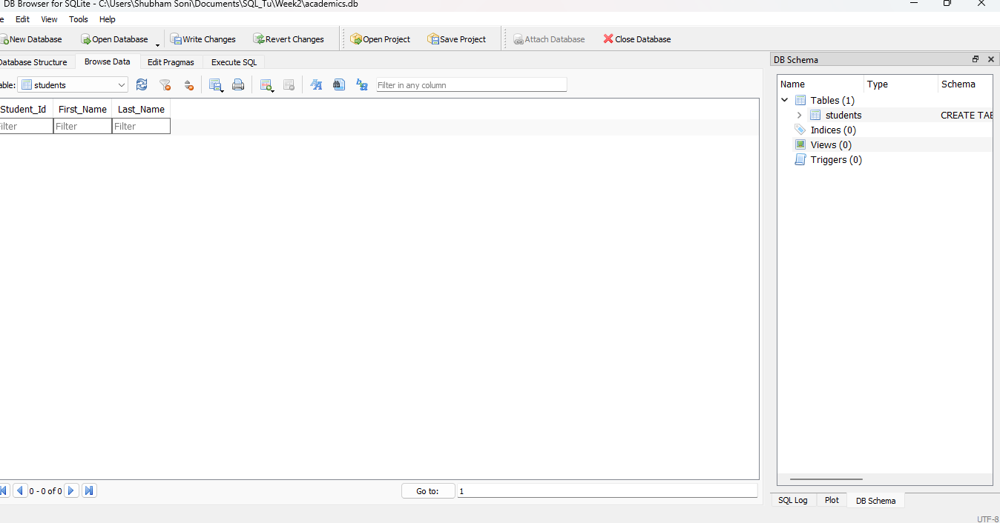 DB Browser for SQLite - C:\Users\Shubham Soni\Documents\SQL_Tu\Week2\academics.db
e Edit View Tools Help
New Database Open Database Write Changes Revert Changes Open Project Save Project Attach Database Close Database
Database Structure Browse Data Edit Pragmas Execute SQL
able: students Filter in any column
Student_Id First_Name Last_Name
ilter Filter Filter
0 - 0 of 0 Go to: 1
DB Schema
Name Type Schema
Tables (1)
students CREATE TAB
Indices (0)
Views (0)
Triggers (0)
SQL Log Plot DB Schema
UTF-8